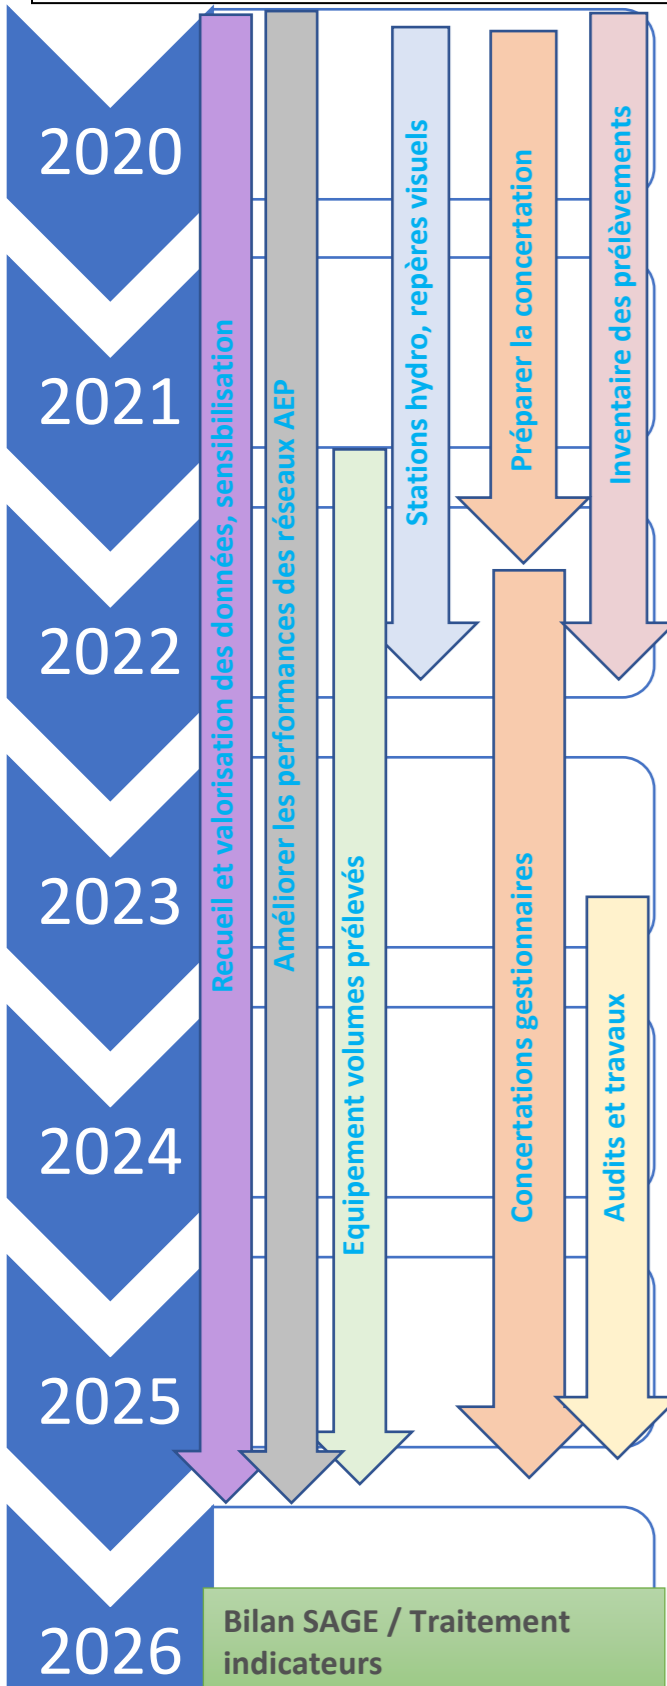 2020
2021
2022
2023
2024
2025
2026
Recueil et valorisation des données, sensibilisation
Améliorer les performances des réseaux AEP
Equipement volumes prélevés
Stations hydro, repères visuels
Préparer la concertation
Concertations gestionnaires
Inventaire des prélèvements
Audits et travaux
Bilan SAGE / Traitement
indicateurs